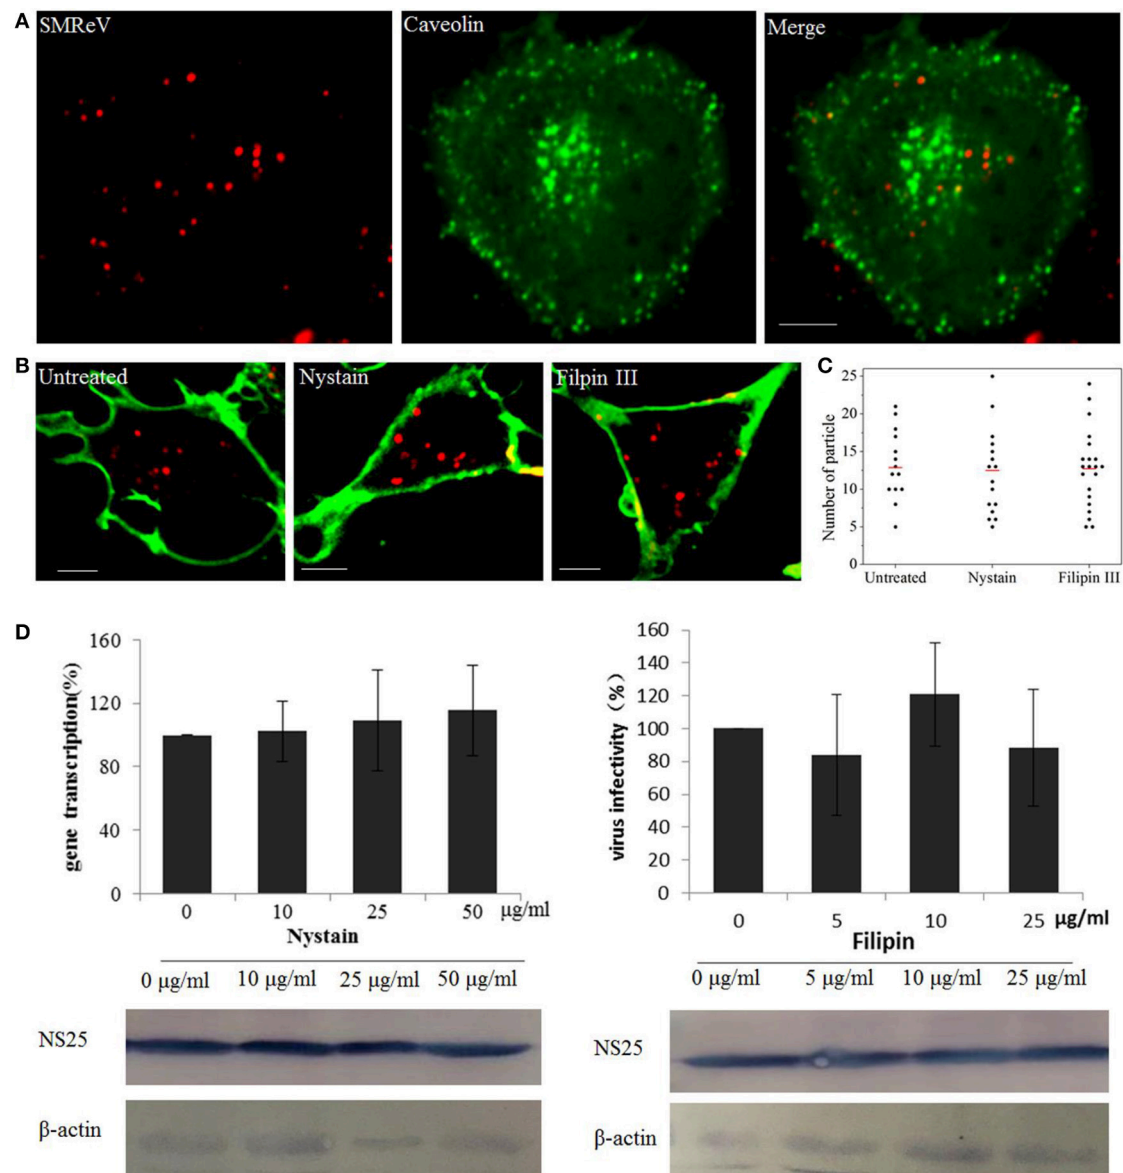 A
SMReV
Caveolin
Merge
B
Untreated
Nystain
Filpin III
C
Number of particle
25
20
15
10
5
0
Untreated
Nystain
Filipin III
D
gene transcription(%)
160
120
80
40
0
0 10 25 50 μg/ml
Nystain
virus infectivity (%)
160
140
120
100
80
60
40
20
0
0 5 10 25 μg/ml
Filipin
0 μg/ml 10 μg/ml 25 μg/ml 50 μg/ml
NS25
β-actin
0 μg/ml 5 μg/ml 10 μg/ml 25 μg/ml
NS25
β-actin